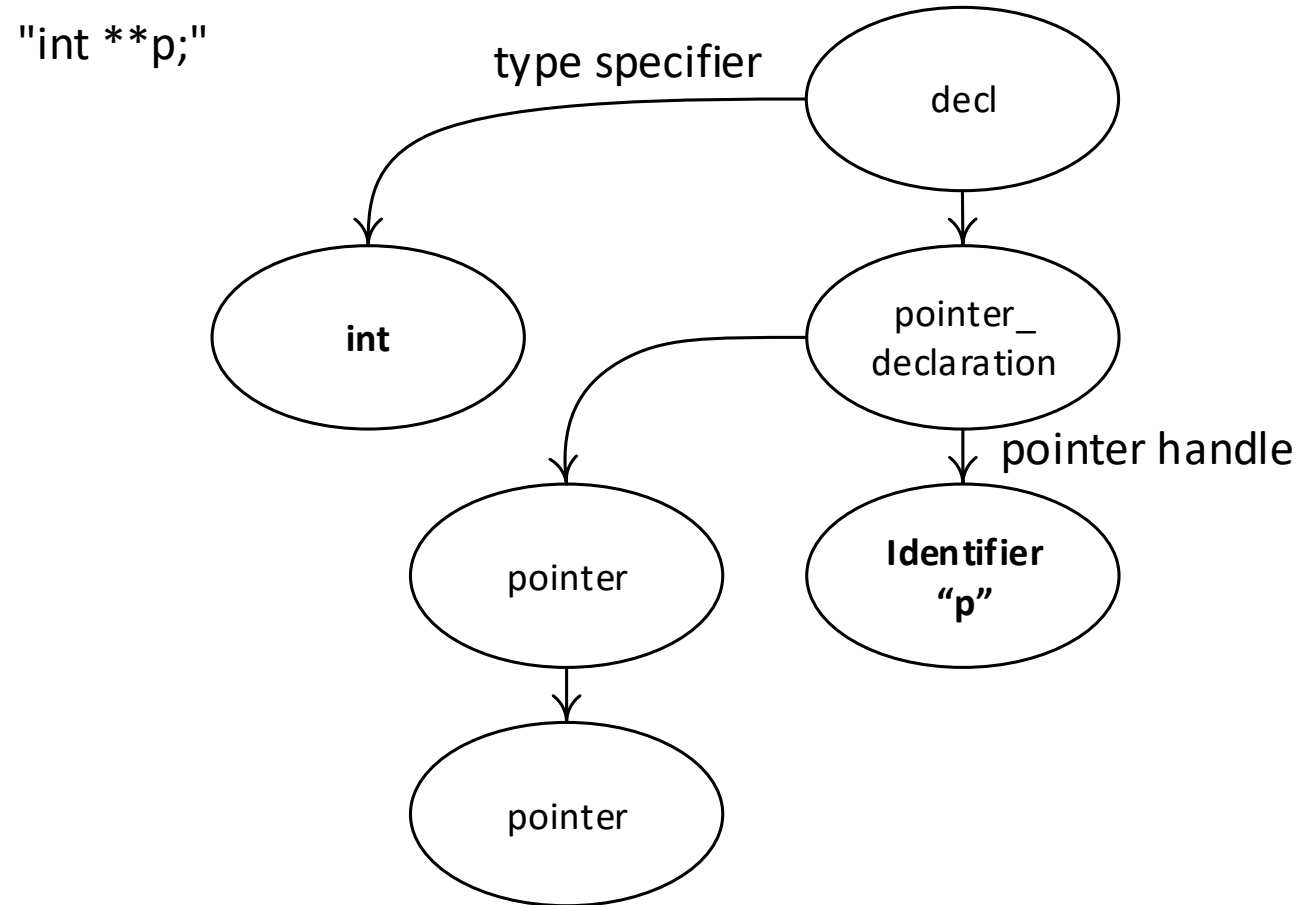 "int **p;"
type specifier
decl
int
pointer_
declaration
pointer handle
pointer
Identifier
“p”
pointer